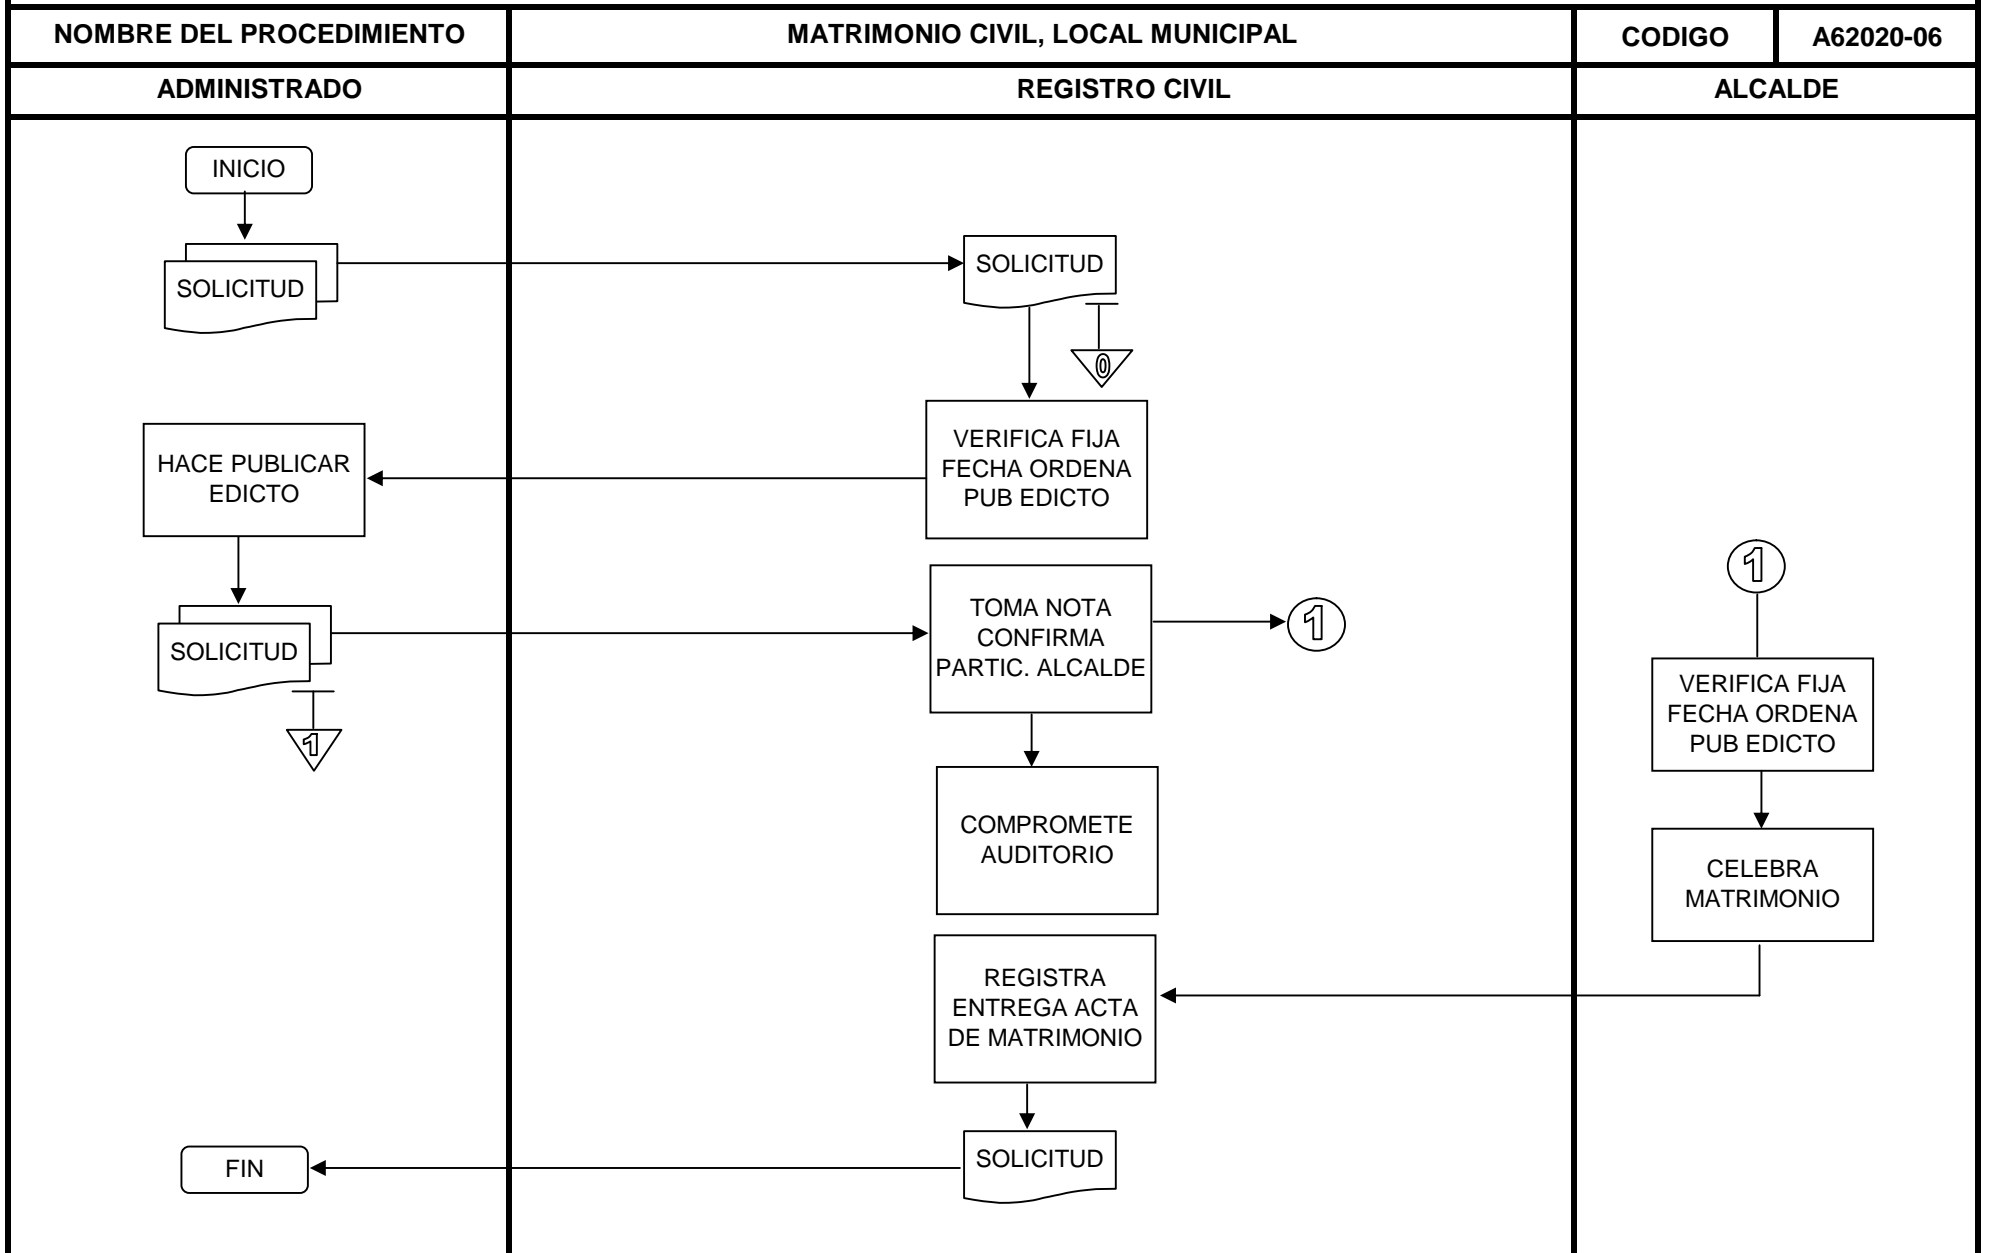 NOMBRE DEL PROCEDIMIENTO
MATRIMONIO CIVIL, LOCAL MUNICIPAL
CODIGO
A62020-06
ADMINISTRADO
REGISTRO CIVIL
ALCALDE
INICIO
SOLICITUD
SOLICITUD
0
VERIFICA FIJA
FECHA ORDENA
PUB EDICTO
HACE PUBLICAR
EDICTO
SOLICITUD
1
TOMA NOTA
CONFIRMA
PARTIC. ALCALDE
1
1
VERIFICA FIJA
FECHA ORDENA
PUB EDICTO
COMPROMETE
AUDITORIO
CELEBRA
MATRIMONIO
REGISTRA
ENTREGA ACTA
DE MATRIMONIO
SOLICITUD
FIN